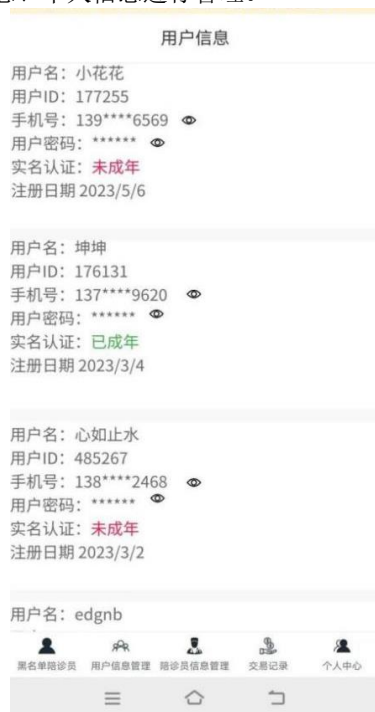 用户信息
用户名：小花花
用户ID：177255
手机号：139****6569
用户密码：******
实名认证：未成年
注册日期 2023/5/6
用户名：坤坤
用户ID：176131
手机号：137****9620
用户密码：******
实名认证：已成年
注册日期 2023/3/4
用户名：心如止水
用户ID：485267
手机号：138****2468
用户密码：******
实名认证：未成年
注册日期 2023/3/2
用户名：edgnb
黑名单陪诊员 用户信息管理 陪诊员信息管理 交易记录 个人中心